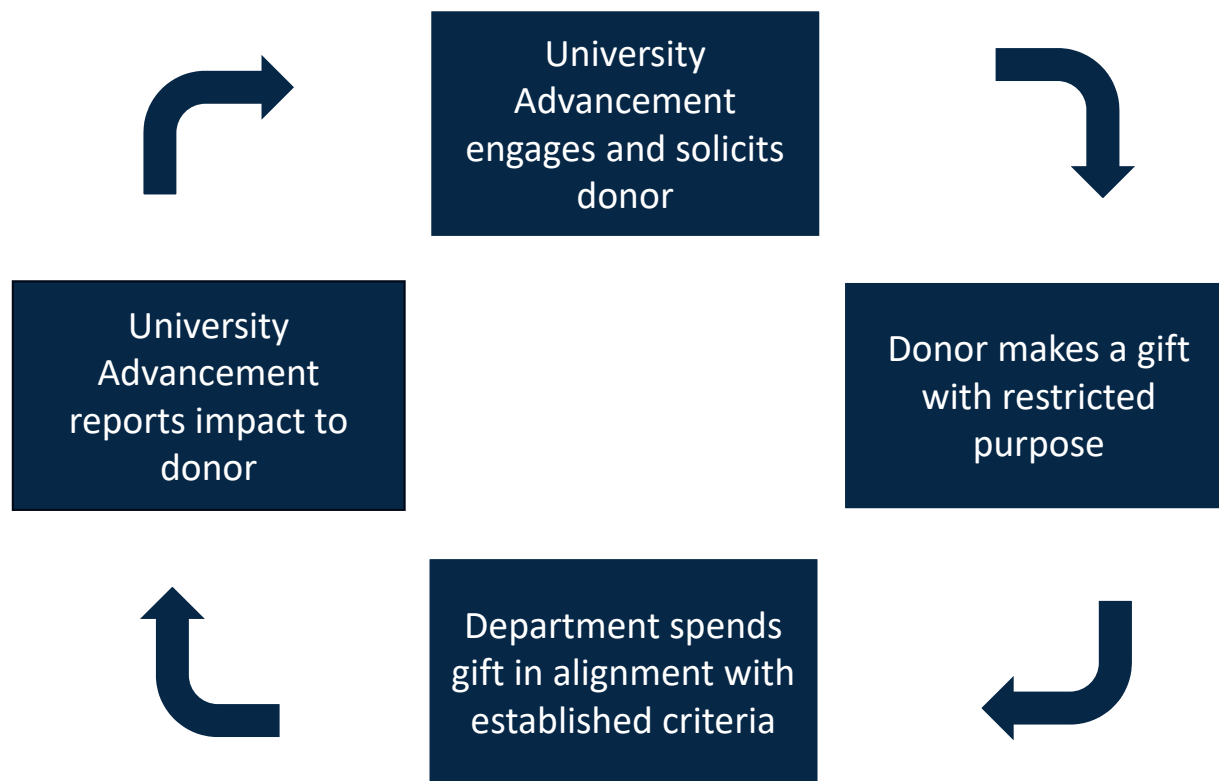 University
Advancement
engages and solicits
donor
Donor makes a gift
with restricted
purpose
Department spends
gift in alignment with
established criteria
University
Advancement
reports impact to
donor